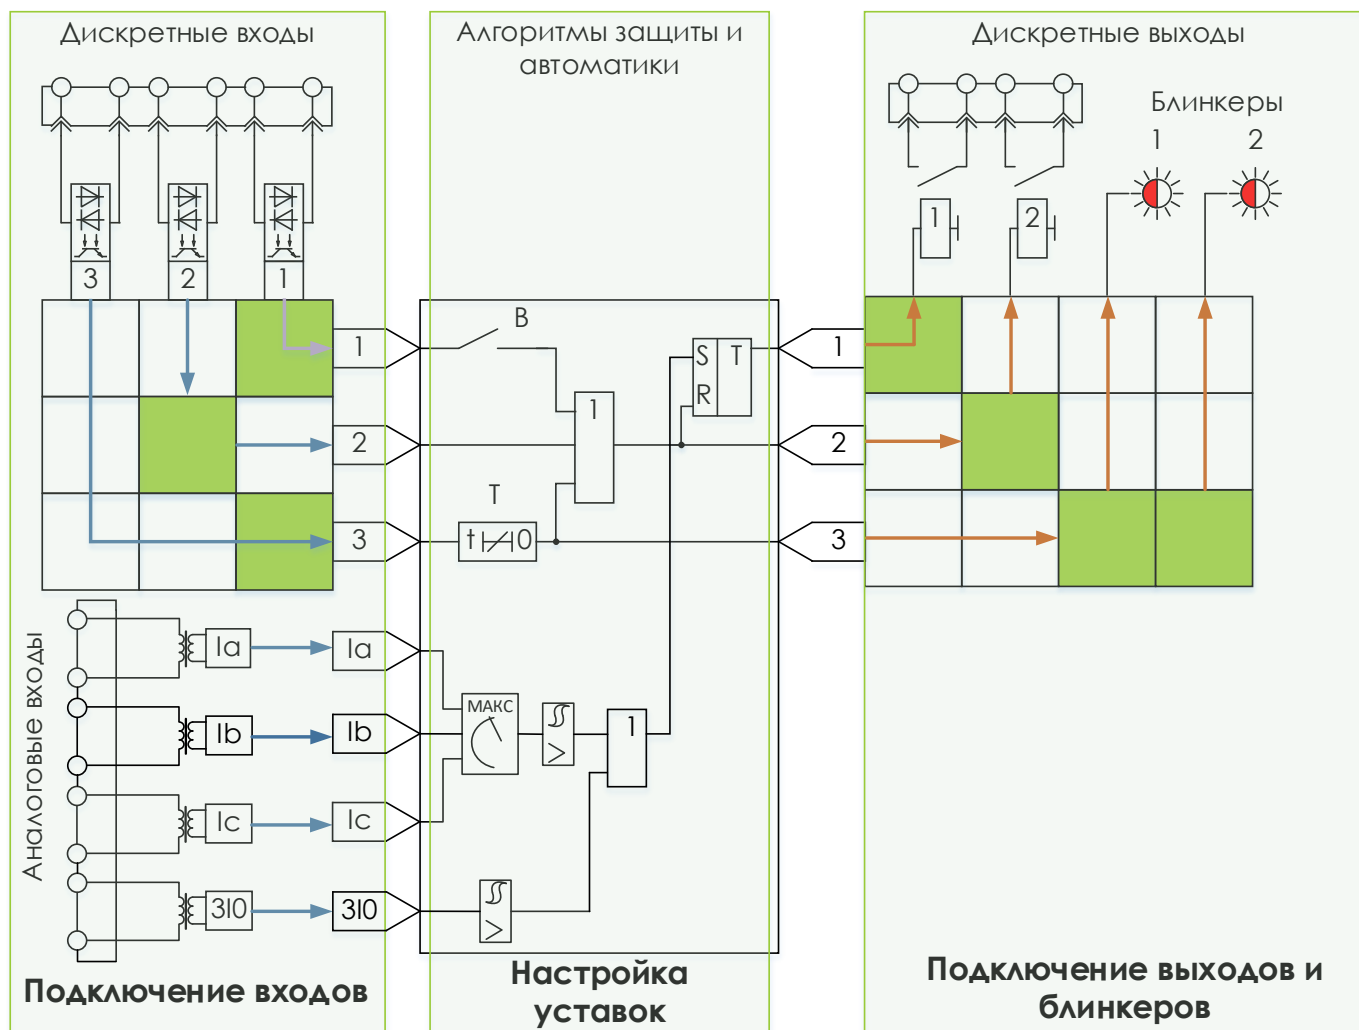 Дискретные входы
3
2
1
1
2
3
Аналоговые входы
Ia
Ia
Ib
Ib
Ic
Ic
3I0
3I0
Подключение входов
Алгоритмы защиты и
автоматики
B
1
S T
R
T
t 0
МАКС
>
1
>
Настройка
уставок
Дискретные выходы
Блинкеры
1 2
1 2
1
2
3
Подключение выходов и
блинкеров